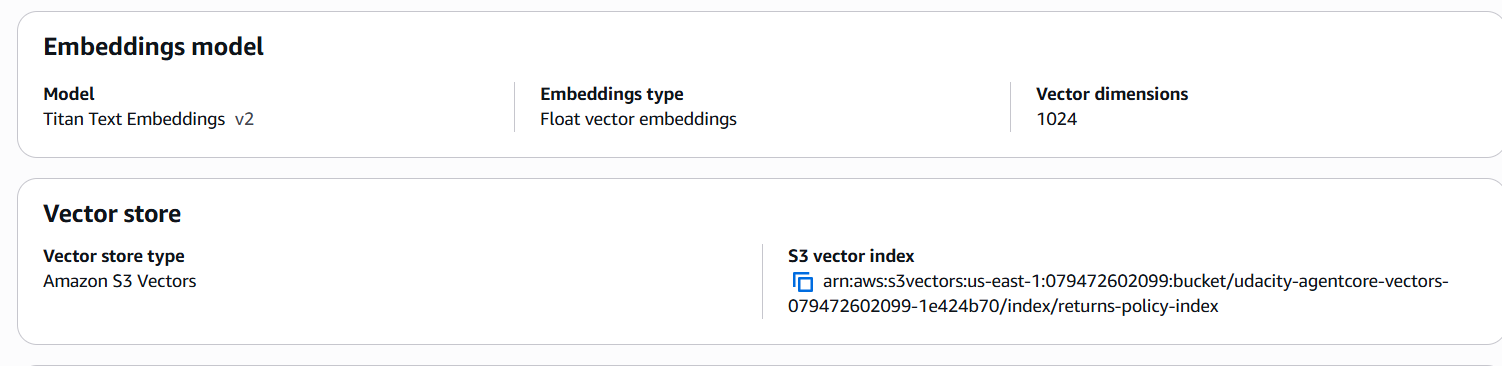 Embeddings model
Model
Titan Text Embeddings v2
Embeddings type
Float vector embeddings
Vector dimensions
1024
Vector store
Vector store type
Amazon S3 Vectors
S3 vector index
arn:aws:s3vectors:us-east-1:079472602099:bucket/udacity-agentcore-vectors-
079472602099-1e424b70/index/returns-policy-index